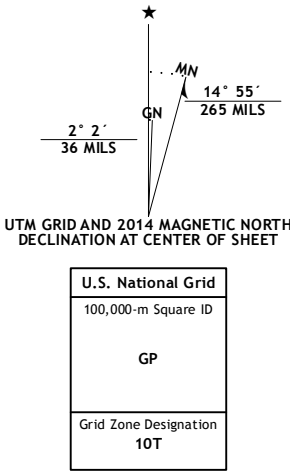 ★
MN
GN
14° 55´
265 MILS
2° 2´
36 MILS
UTM GRID AND 2014 MAGNETIC NORTH
DECLINATION AT CENTER OF SHEET
U.S. National Grid
100,000-m Square ID
GP
Grid Zone Designation
10T